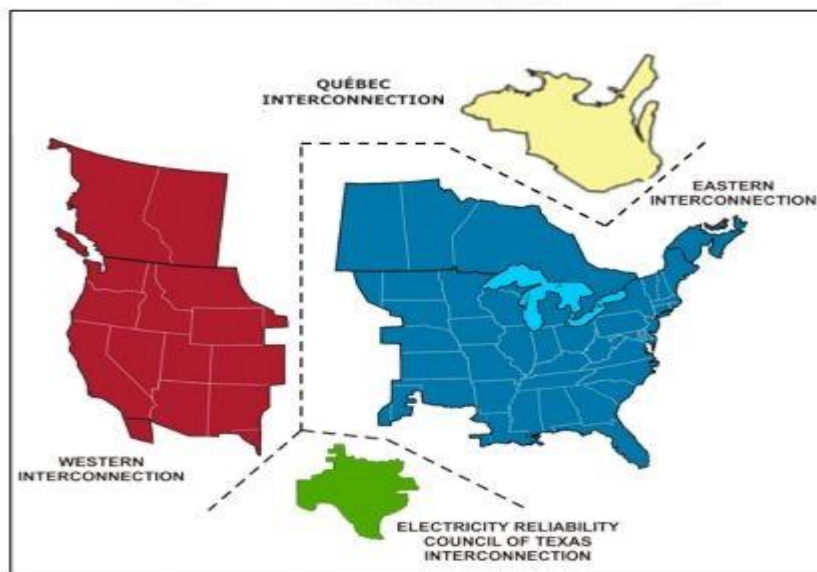 QUÉBEC
INTERCONNECTION
EASTERN
INTERCONNECTION
WESTERN
INTERCONNECTION
ELECTRICITY RELIABILITY
COUNCIL OF TEXAS
INTERCONNECTION